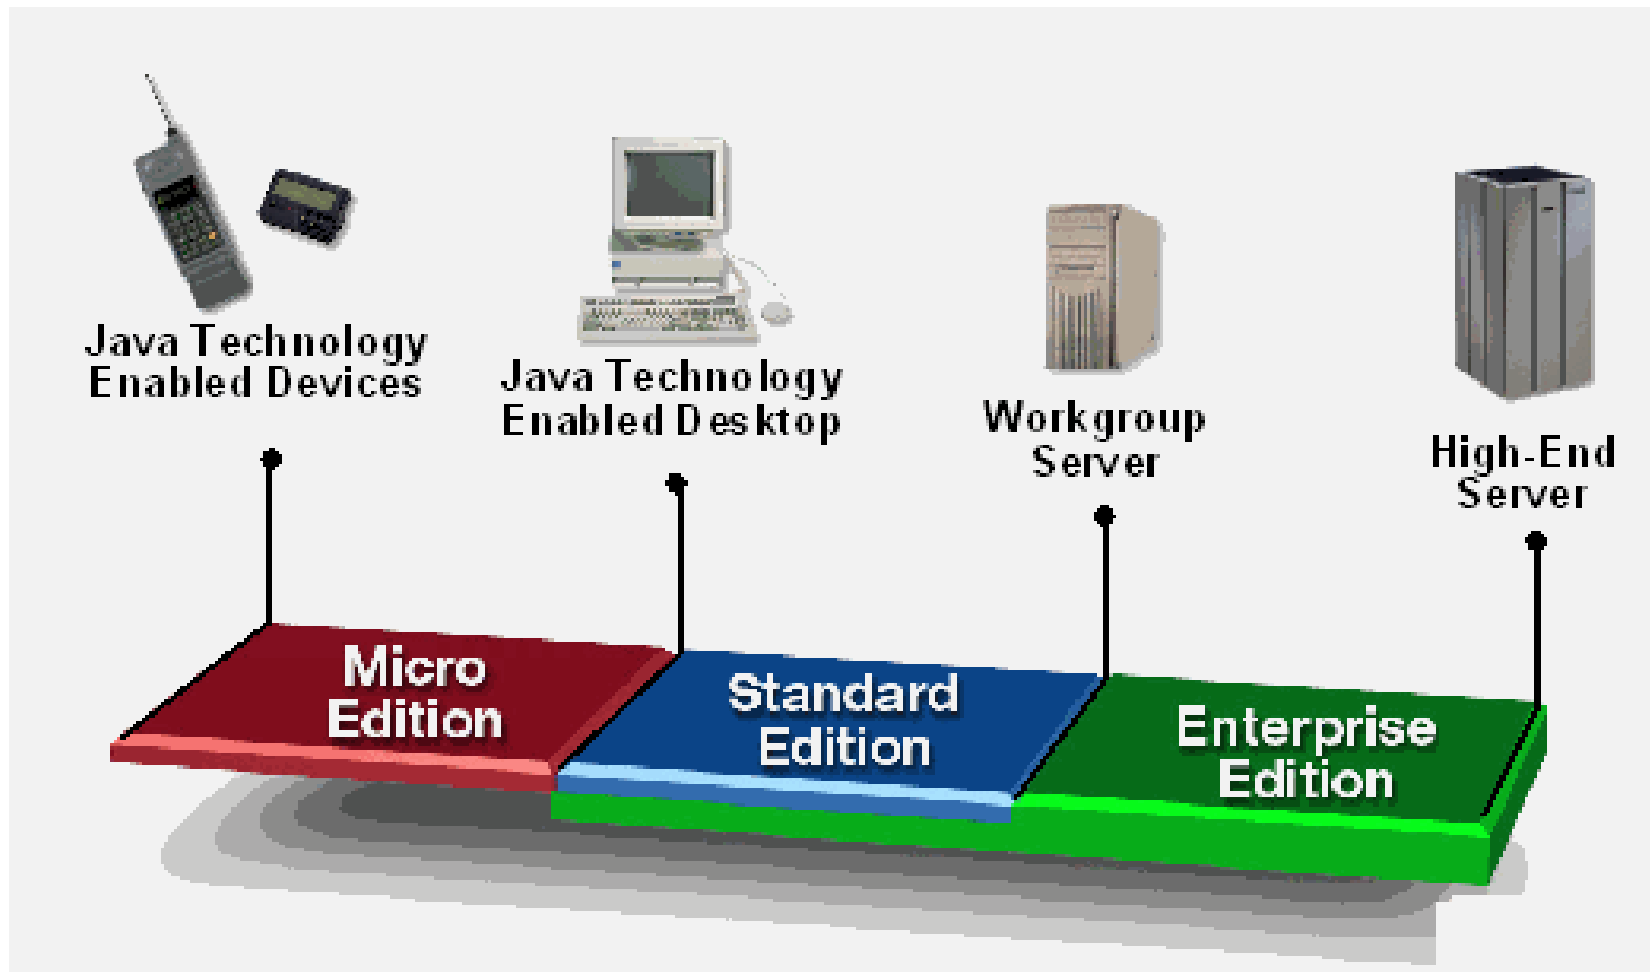 Java Technology
Enabled Devices
Java Technology
Enabled Desktop
Workgroup
Server
High-End
Server
Micro
Edition
Standard
Edition
Enterprise
Edition